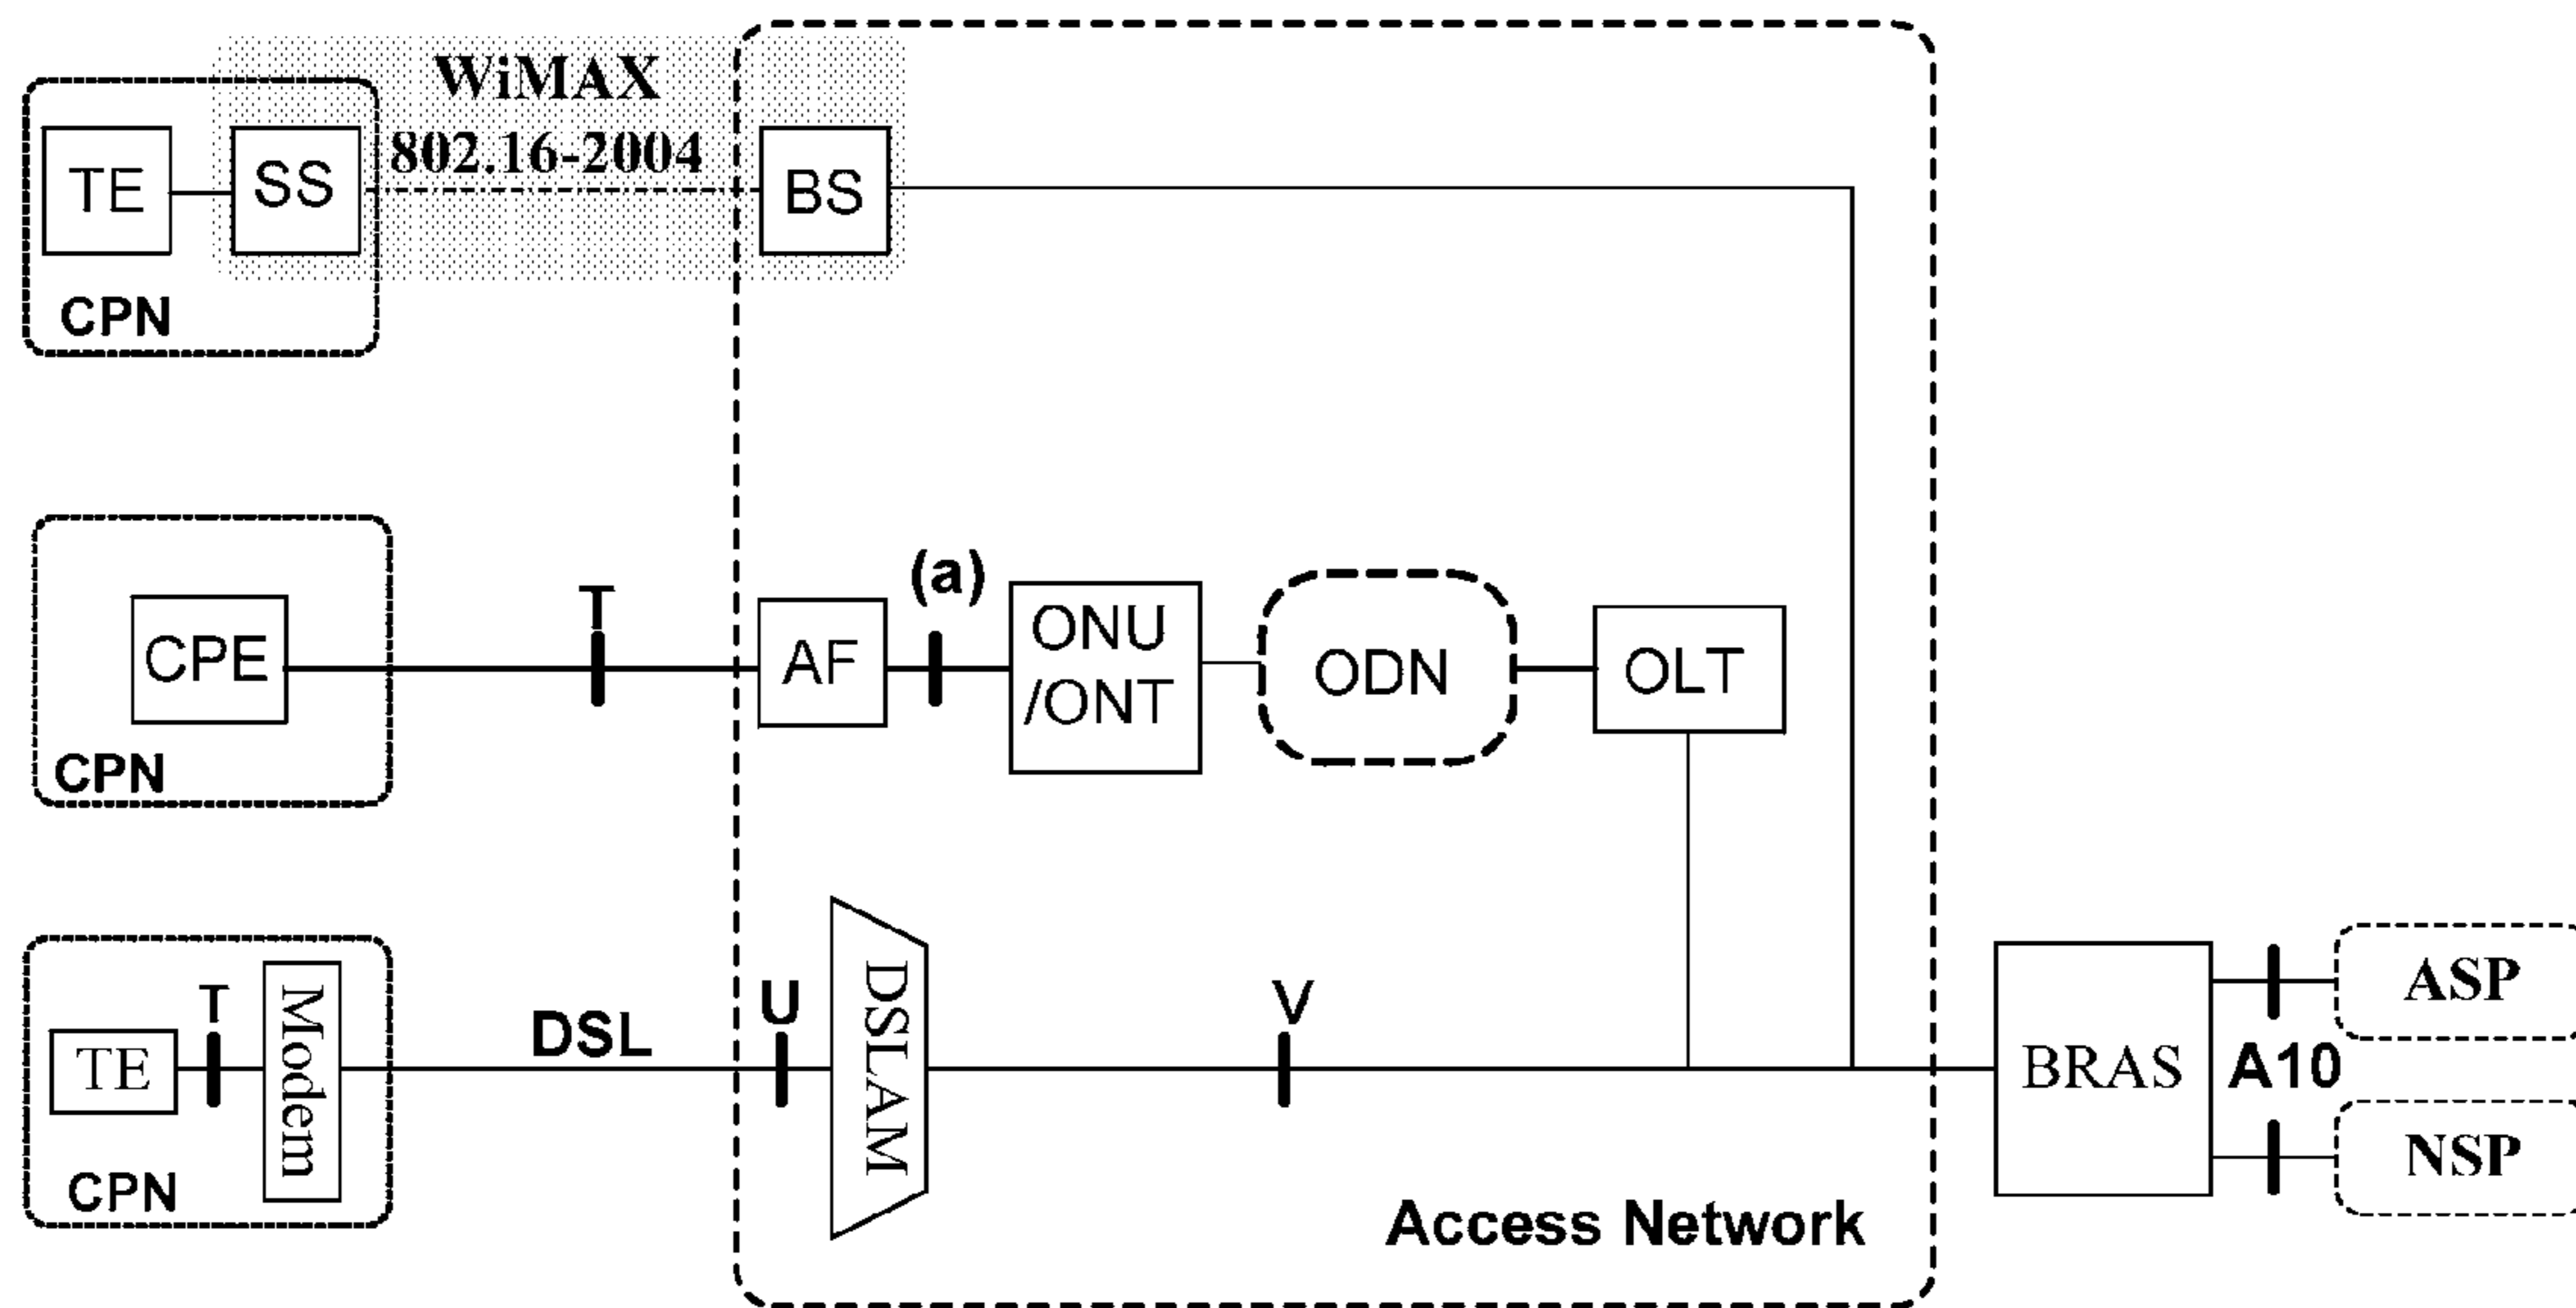 WiMAX
802.16-2004
TE
SS
BS
CPN
T
(a)
CPE
AF
ONU
/ONT
ODN
OLT
CPN
TE
T
Modem
DSL
U
DSLAM
V
BRAS
A10
ASP
NSP
CPN
Access Network